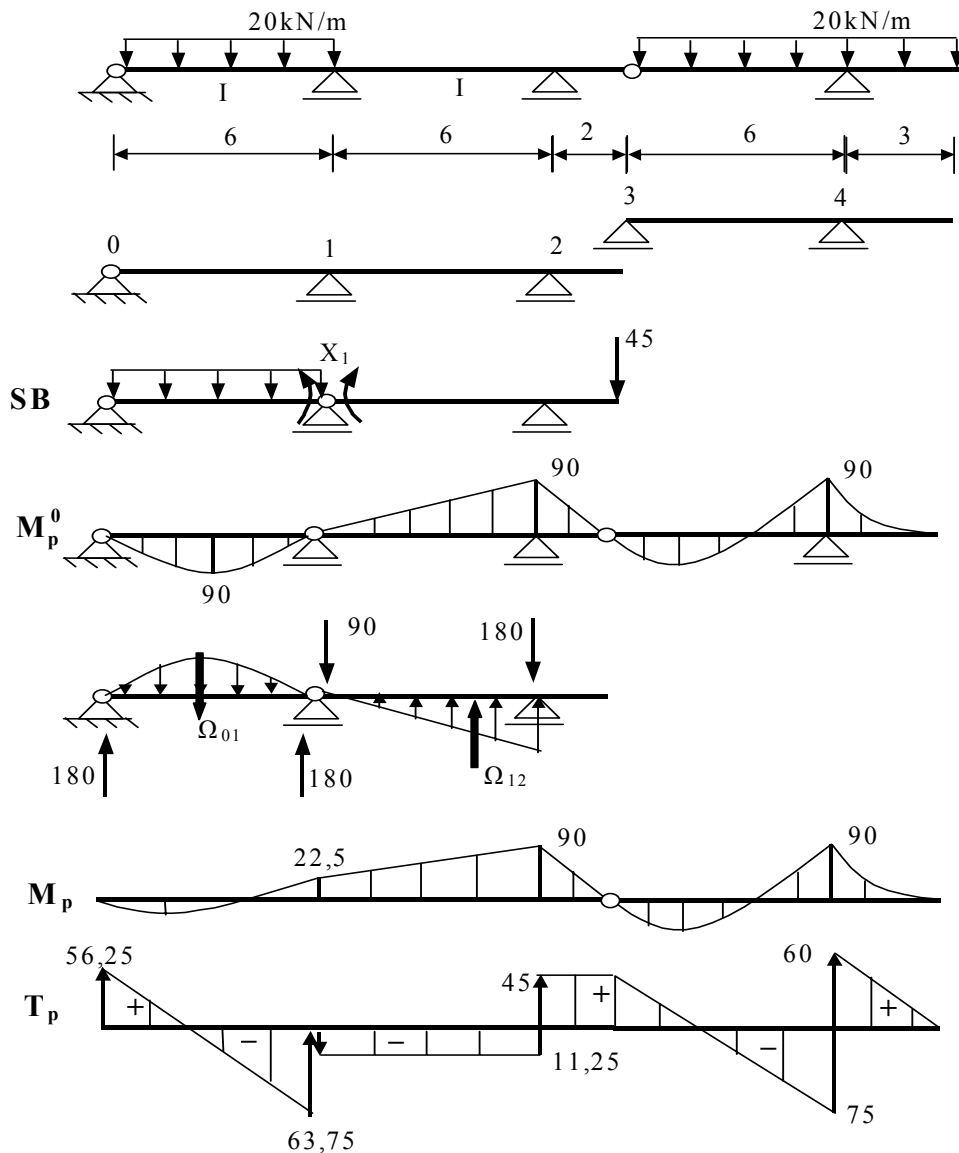 20kN/m 20kN/m
I I
6 6 2 6 3
3 4
0 1 2
X₁ 45
SB
90 90
M⁰ₚ
90
90 180
Ω₀₁
180 180 Ω₁₂
22,5 90 90
Mₚ
56,25 45 60
Tₚ + − − + − +
11,25
63,75 75